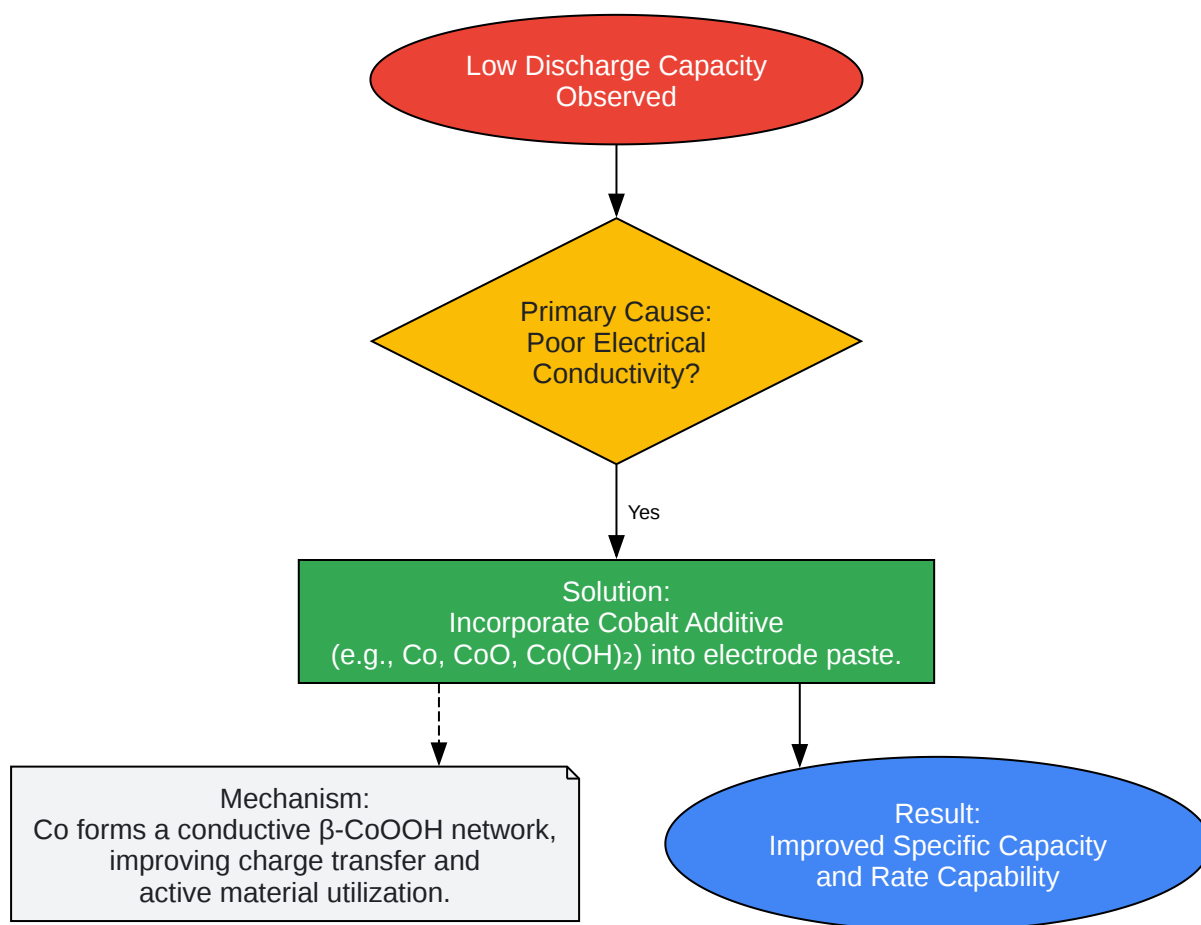 Low Discharge Capacity
Observed
Primary Cause:
Poor Electrical
Conductivity?
Yes
Solution:
Incorporate Cobalt Additive
(e.g., Co, CoO, Co(OH)₂) into electrode paste.
Mechanism:
Co forms a conductive β-CoOOH network,
improving charge transfer and
active material utilization.
Result:
Improved Specific Capacity
and Rate Capability